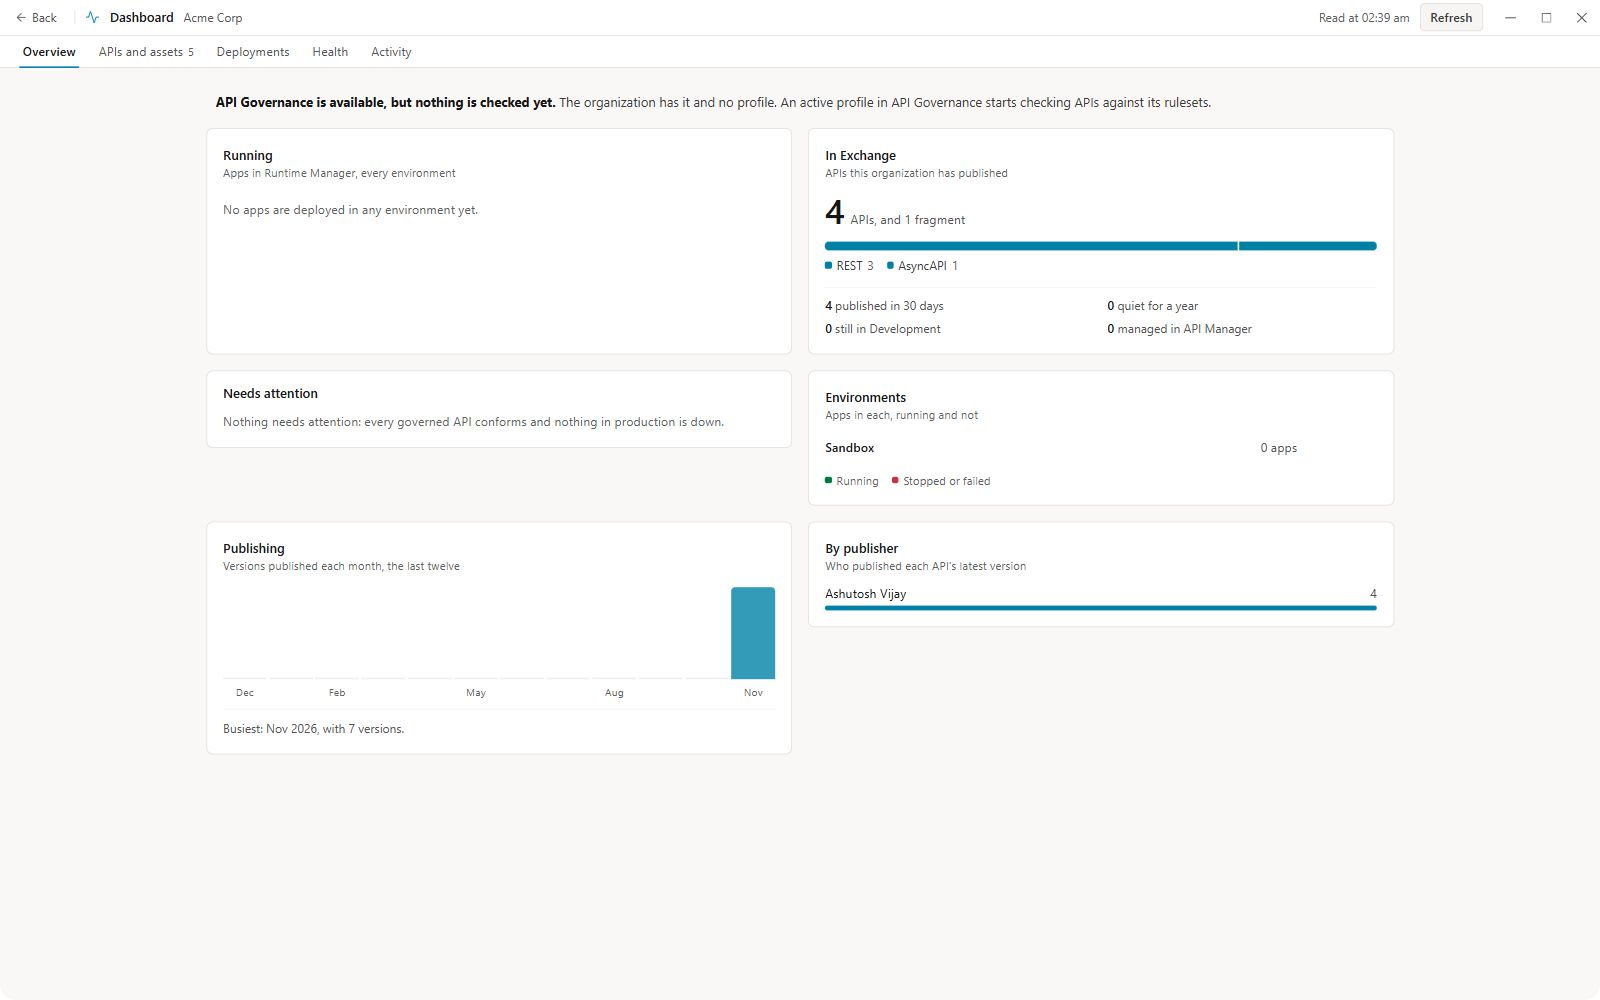 Back
Dashboard Acme Corp
Read at 02:39 am
Refresh
Overview
APIs and assets 5
Deployments
Health
Activity
API Governance is available, but nothing is checked yet. The organization has it and no profile. An active profile in API Governance starts checking APIs against its rulesets.
Running
Apps in Runtime Manager, every environment
No apps are deployed in any environment yet.
In Exchange
APIs this organization has published
4 APIs, and 1 fragment
REST 3 AsyncAPI 1
4 published in 30 days
0 quiet for a year
0 still in Development
0 managed in API Manager
Needs attention
Nothing needs attention: every governed API conforms and nothing in production is down.
Environments
Apps in each, running and not
Sandbox 0 apps
Running Stopped or failed
Publishing
Versions published each month, the last twelve
Dec Feb May Aug Nov
Busiest: Nov 2026, with 7 versions.
By publisher
Who published each API's latest version
Ashutosh Vijay 4